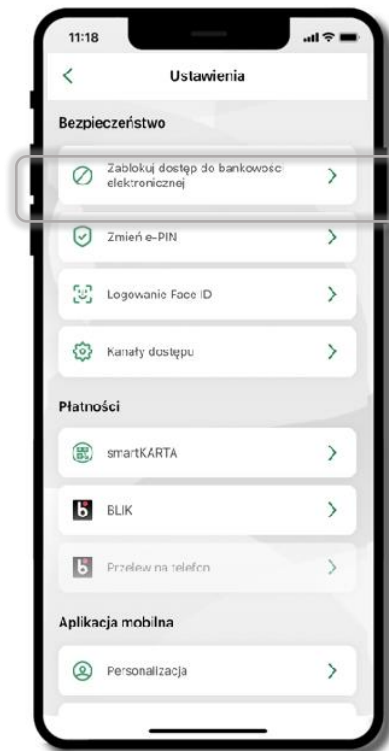 11:18
Ustawienia
Bezpieczeństwo
Zablokuj dostęp do bankowości
elektronicznej
Zmień e-PIN
Logowanie Face ID
Kanały dostępu
Płatności
smartKARTA
BLIK
Przelew na telefon
Aplikacja mobilna
Personalizacja